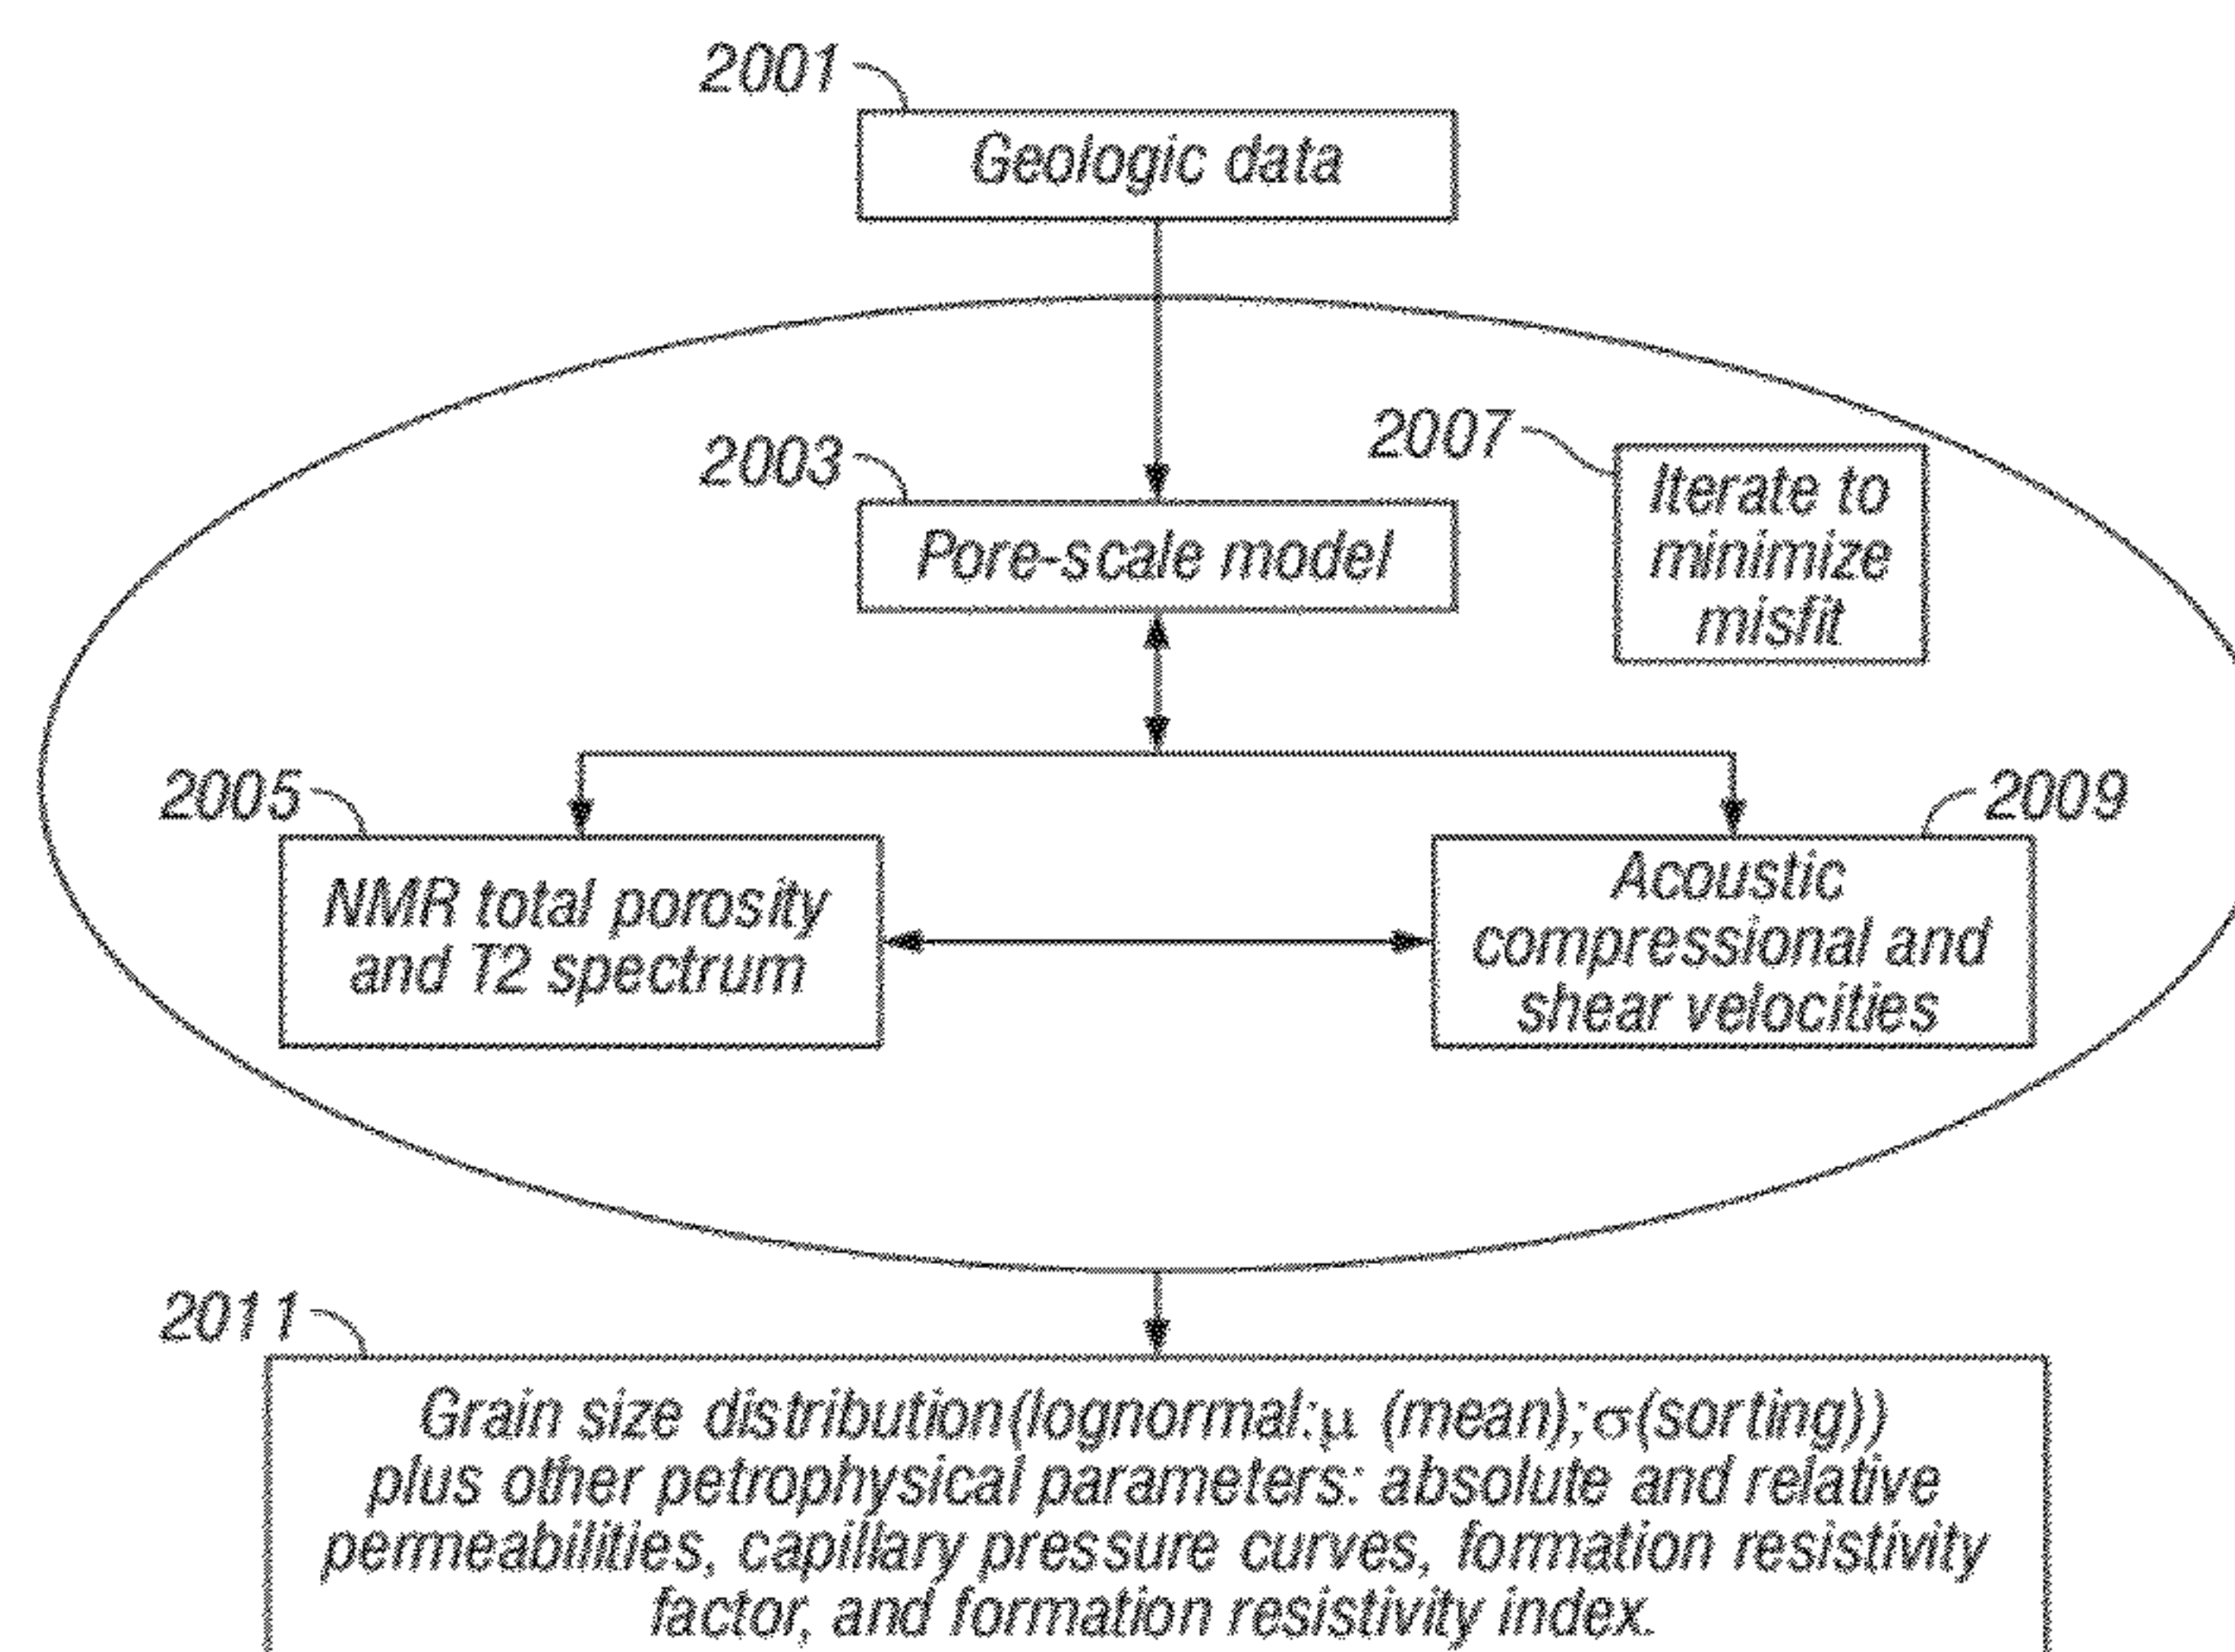 2001
Geologic data
2003
Pore-scale model
2007
Iterate to
minimize
misfit
2005
NMR total porosity
and T2 spectrum
2009
Acoustic
compressional and
shear velocities
2011
Grain size distribution(lognormal:μ (mean);σ(sorting))
plus other petrophysical parameters: absolute and relative
permeabilities, capillary pressure curves, formation resistivity
factor, and formation resistivity index.